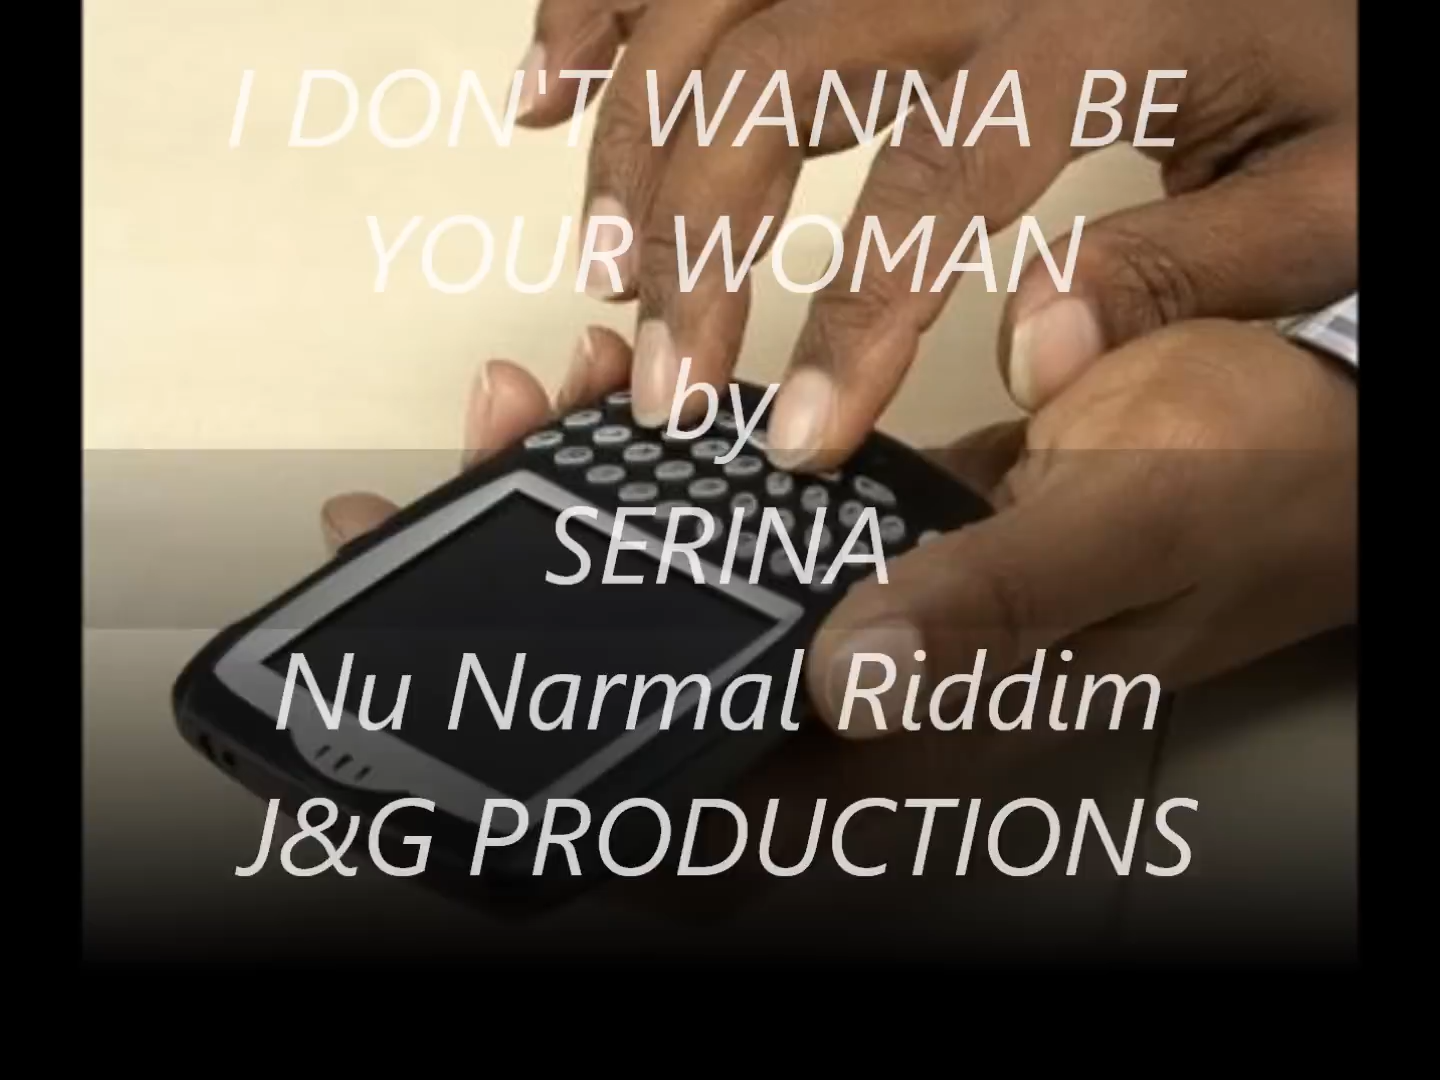 I DON'T WANNA BE
YOUR WOMAN
by
SERINA
Nu Narmal Riddim
J&G PRODUCTIONS